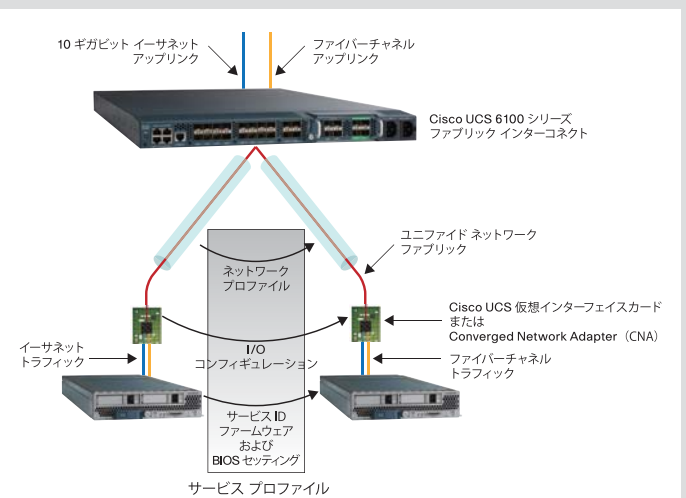 10 ギガビット イーサネット
アップリンク
ファイバーチャネル
アップリンク
Cisco UCS 6100 シリーズ
ファブリック インターコネクト
ユニファイド ネットワーク
ファブリック
ネットワーク
プロファイル
Cisco UCS 仮想インターフェイスカード
または
Converged Network Adapter（CNA）
I/O
コンフィギュレーション
イーサネット
トラフィック
ファイバーチャネル
トラフィック
サービス ID
ファームウェア
および
BIOS セッティング
サービス プロファイル